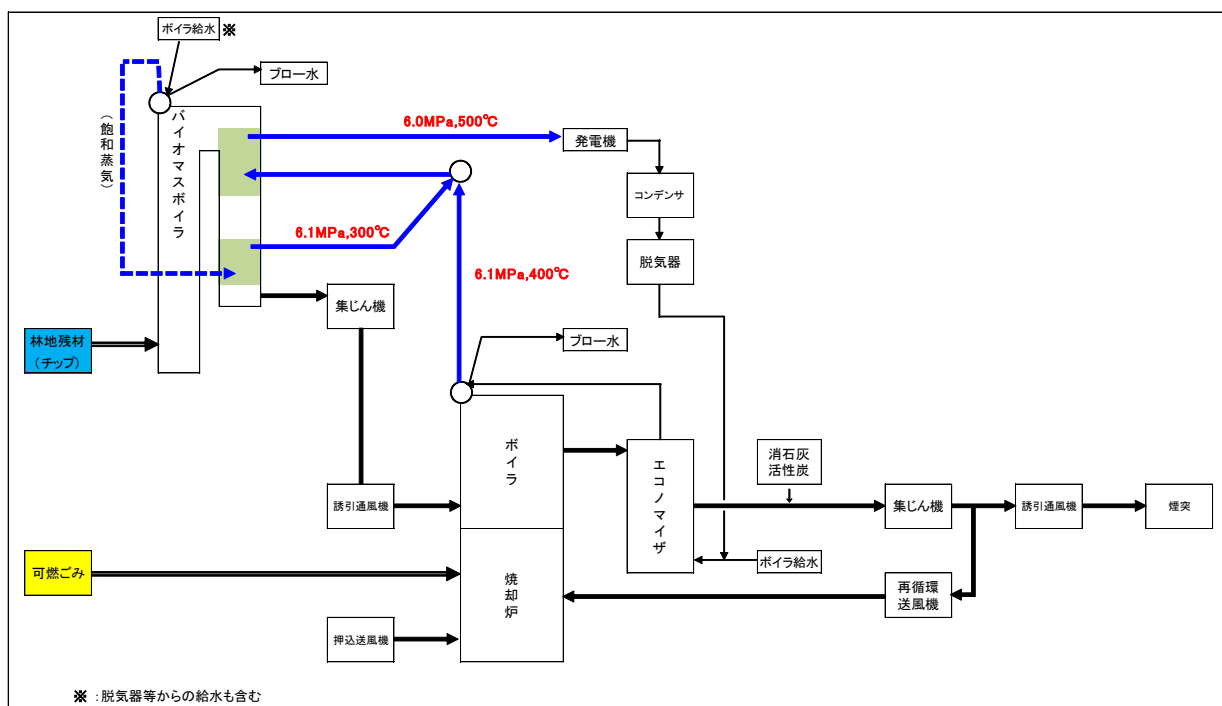 ボイラ給水 ※
ブロー水
(飽和蒸気)
バイオマスボイラ
6.0MPa,500℃
発電機
コンデンサ
脱気器
6.1MPa,300℃
6.1MPa,400℃
集じん機
林地残材
(チップ)
ブロー水
ボイラ
エコノマイザ
消石灰
活性炭
誘引通風機
集じん機
誘引通風機
煙突
可燃ごみ
焼却炉
ボイラ給水
再循環
送風機
押込送風機
※ :脱気器等からの給水も含む